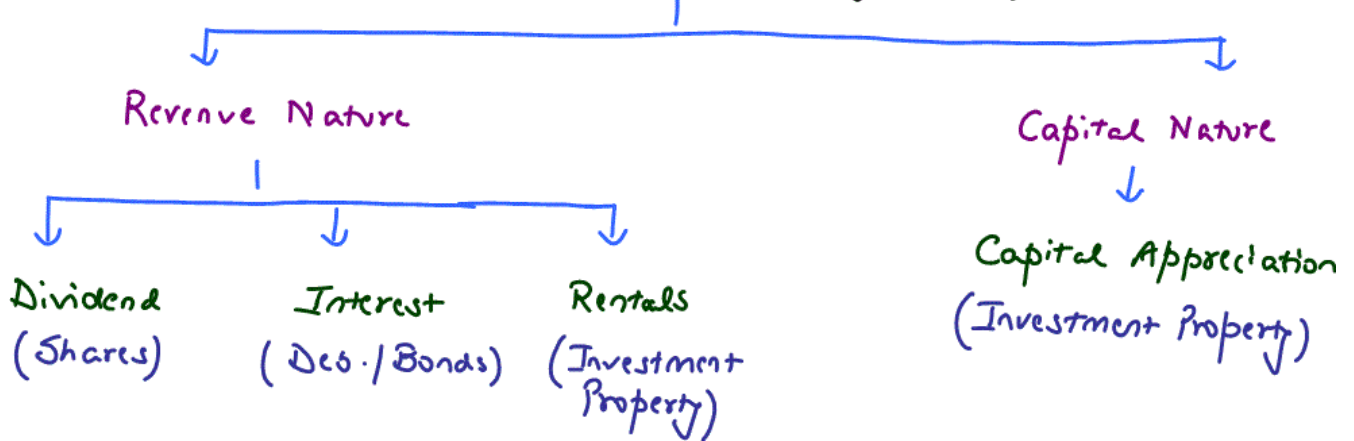 Revenue Nature
Capital Nature
Capital Appreciation
(Investment Property)
Dividend
Interest
Rentals
(Shares)
(Deb./Bonds)
(Investment
Property)